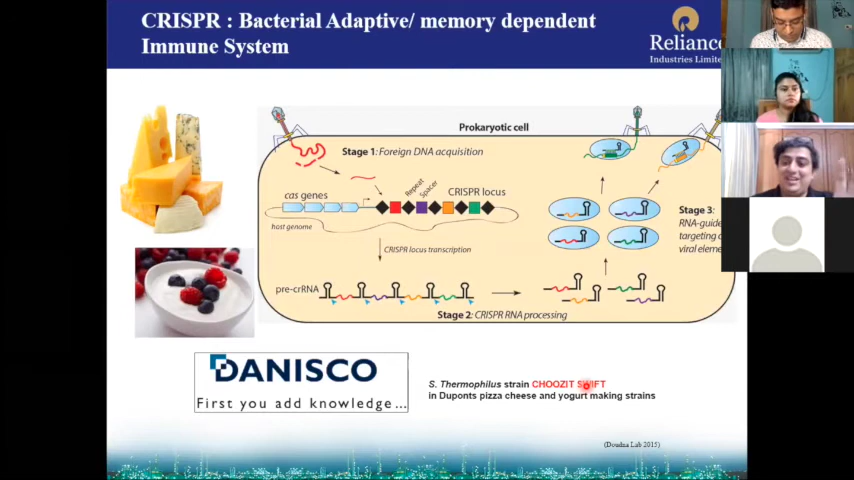 CRISPR : Bacterial Adaptive/ memory dependent
Immune System
Reliance
Industries Limite
Prokaryotic cell
Stage 1: Foreign DNA acquisition
cas genes
Repeat
Spacer
CRISPR locus
host genome
CRISPR locus transcription
Stage 3:
RNA-guide
targeting o
viral eleme
pre-crRNA
Stage 2: CRISPR RNA processing
DANISCO
First you add knowledge...
S. Thermophilus strain CHOOZIT SWIFT
in Duponts pizza cheese and yogurt making strains
(Doudna Lab 2015)